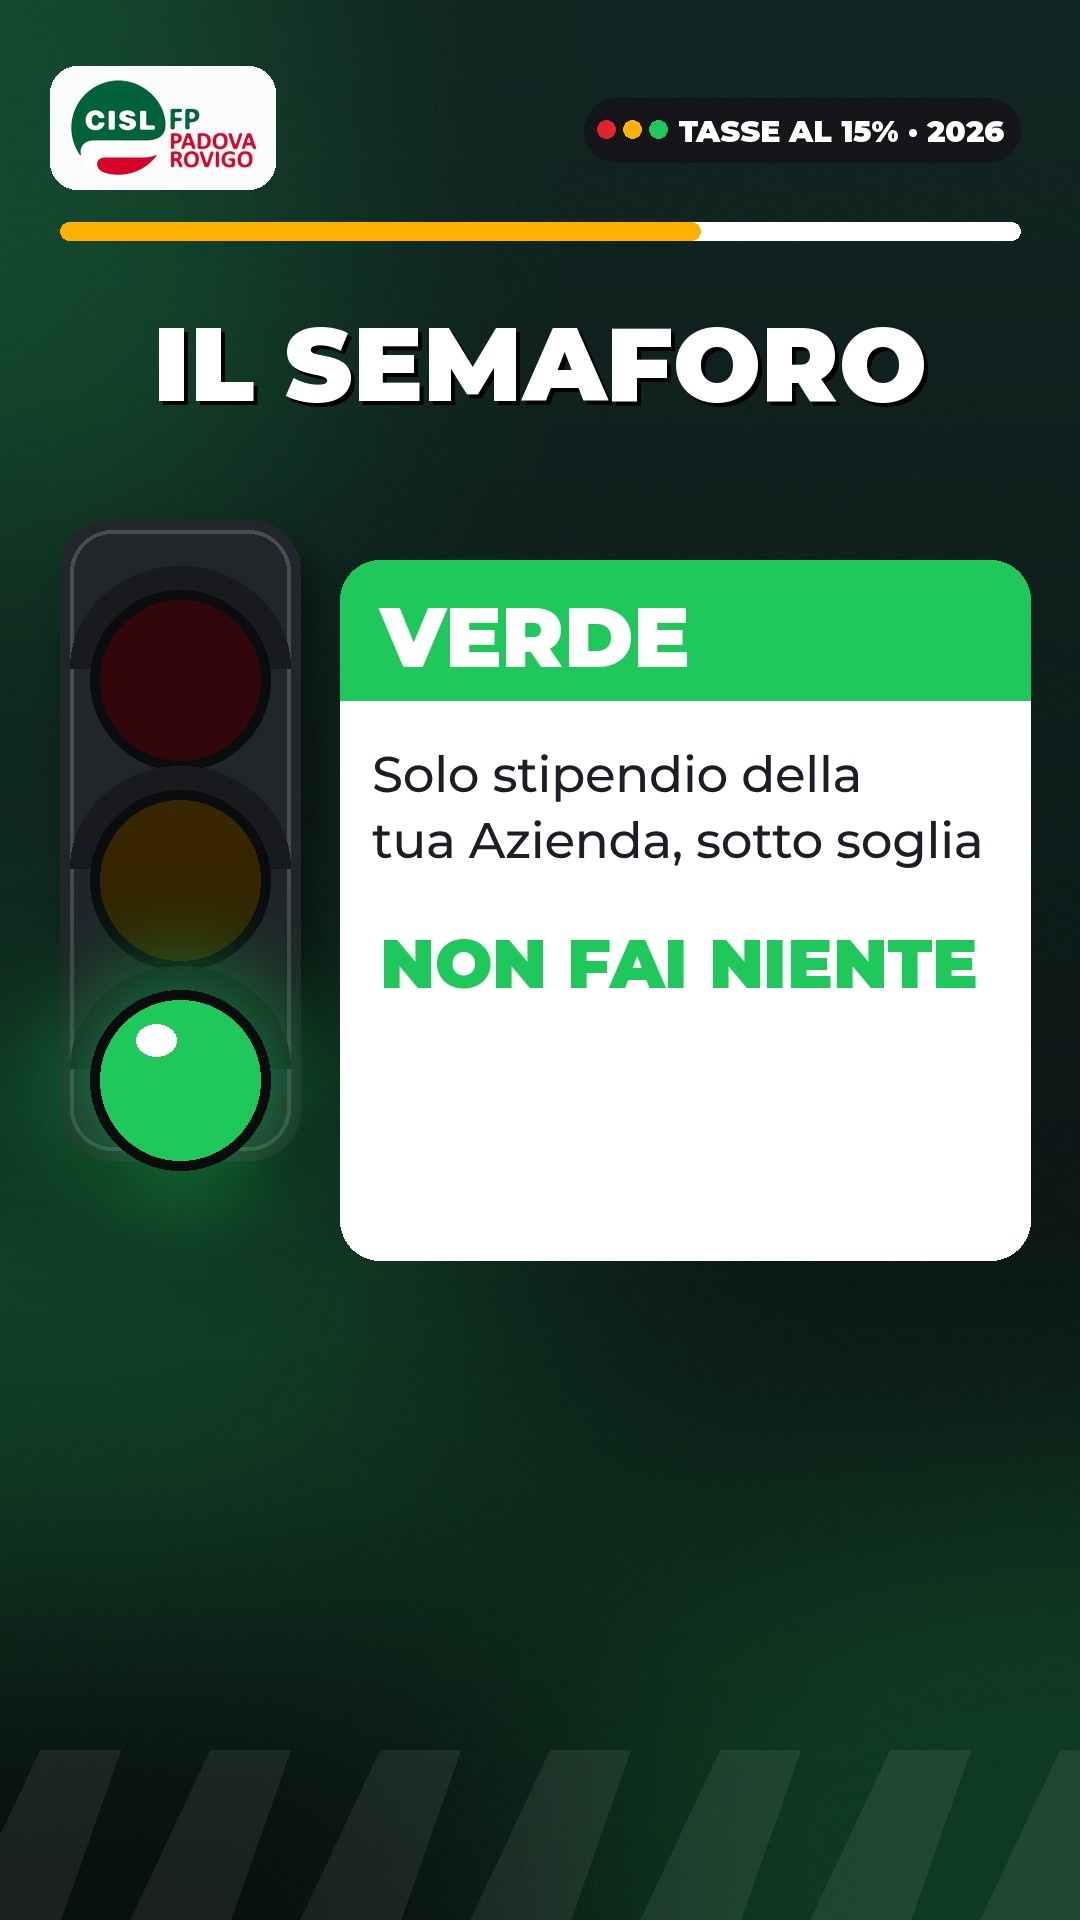 CISL FP
PADOVA
ROVIGO
TASSE AL 15% • 2026
IL SEMAFORO
VERDE
Solo stipendio della
tua Azienda, sotto soglia
NON FAI NIENTE